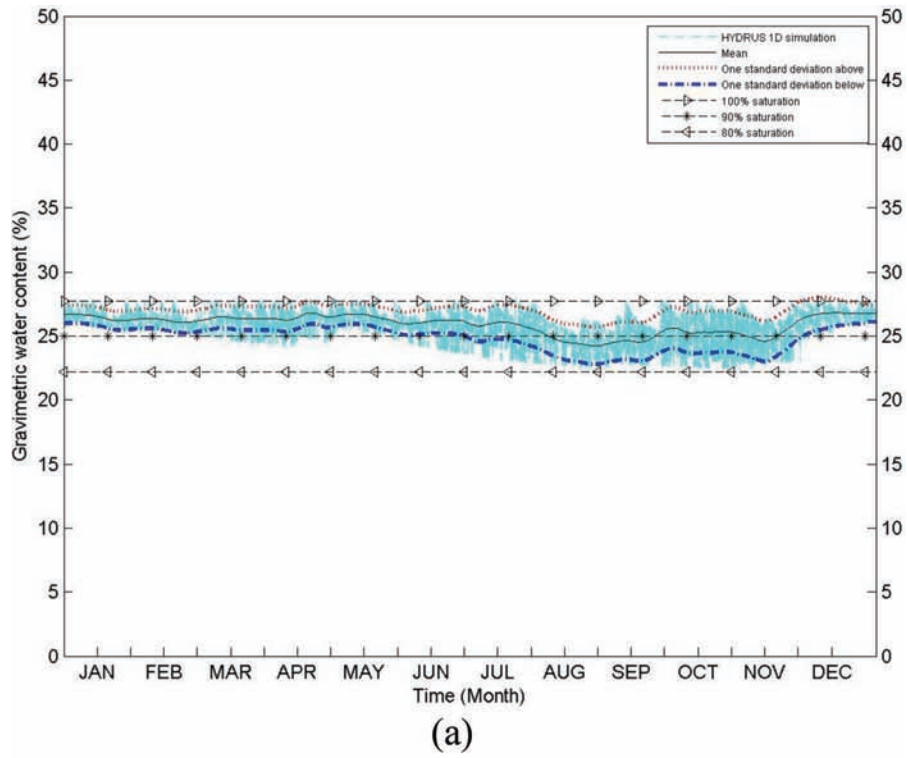 50
45
40
35
30
25
20
15
10
5
0
Gravimetric water content (%)
HYDRUS 1D simulation
Mean
One standard deviation above
One standard deviation below
100% saturation
90% saturation
80% saturation
50
45
40
35
30
25
20
15
10
5
0
JAN FEB MAR APR MAY JUN JUL AUG SEP OCT NOV DEC
Time (Month)
(a)